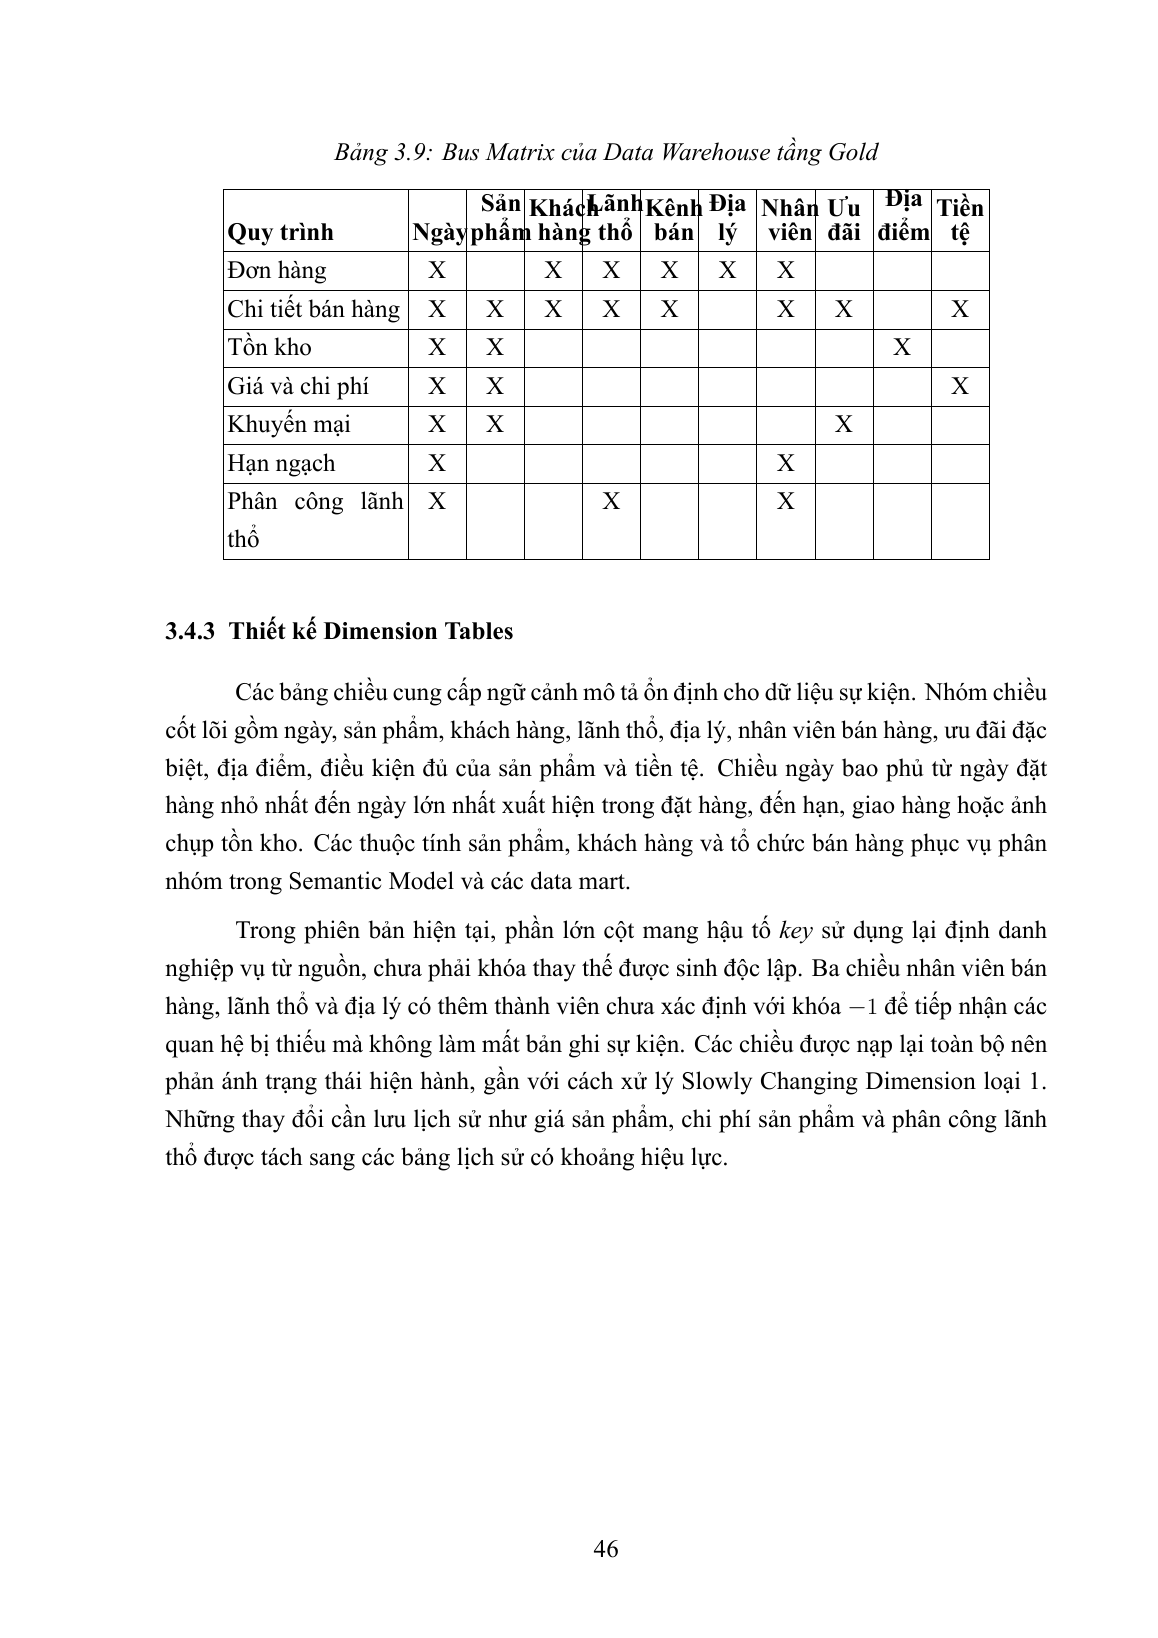 Bảng 3.9: Bus Matrix của Data Warehouse tầng Gold
Quy trình Ngày Sản phẩm Khách hàng Lãnh thổ Kênh bán Địa lý Nhân viên Ưu đãi Địa điểm Tiền tệ
Đơn hàng X X X X X X
Chi tiết bán hàng X X X X X X X X
Tồn kho X X X
Giá và chi phí X X X
Khuyến mại X X X
Hạn ngạch X X
Phân công lãnh X X X
thổ
3.4.3 Thiết kế Dimension Tables
Các bảng chiều cung cấp ngữ cảnh mô tả ổn định cho dữ liệu sự kiện. Nhóm chiều
cốt lõi gồm ngày, sản phẩm, khách hàng, lãnh thổ, địa lý, nhân viên bán hàng, ưu đãi đặc
biệt, địa điểm, điều kiện đủ của sản phẩm và tiền tệ. Chiều ngày bao phủ từ ngày đặt
hàng nhỏ nhất đến ngày lớn nhất xuất hiện trong đặt hàng, đến hạn, giao hàng hoặc ảnh
chụp tồn kho. Các thuộc tính sản phẩm, khách hàng và tổ chức bán hàng phục vụ phân
nhóm trong Semantic Model và các data mart.
Trong phiên bản hiện tại, phần lớn cột mang hậu tố key sử dụng lại định danh
nghiệp vụ từ nguồn, chưa phải khóa thay thế được sinh độc lập. Ba chiều nhân viên bán
hàng, lãnh thổ và địa lý có thêm thành viên chưa xác định với khóa −1 để tiếp nhận các
quan hệ bị thiếu mà không làm mất bản ghi sự kiện. Các chiều được nạp lại toàn bộ nên
phản ánh trạng thái hiện hành, gần với cách xử lý Slowly Changing Dimension loại 1.
Những thay đổi cần lưu lịch sử như giá sản phẩm, chi phí sản phẩm và phân công lãnh
thổ được tách sang các bảng lịch sử có khoảng hiệu lực.
46